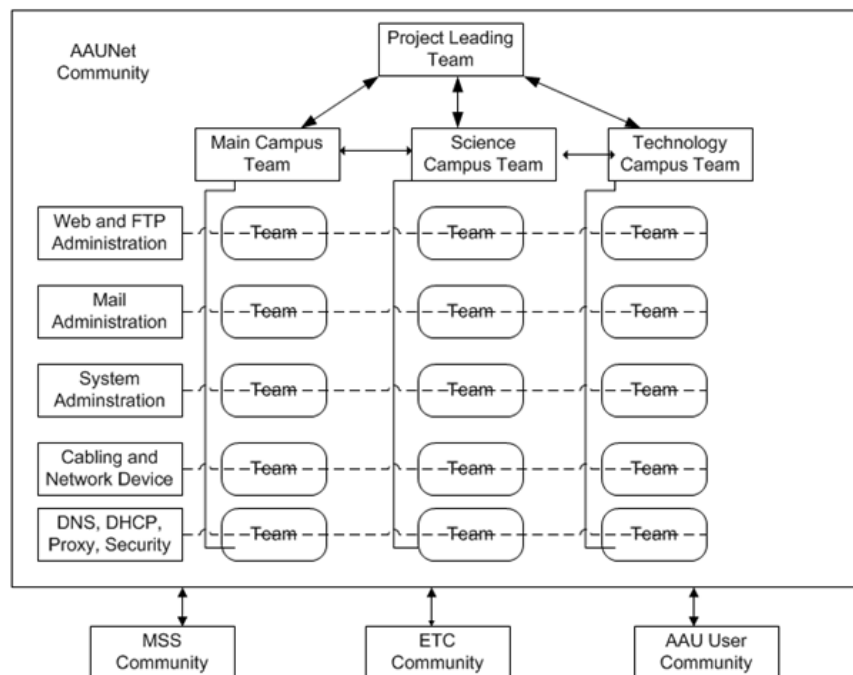 AAUNet
Community
Project Leading
Team
Main Campus
Team
Science
Campus Team
Technology
Campus Team
Web and FTP
Administration
Team
Team
Team
Mail
Administration
Team
Team
Team
System
Adminstration
Team
Team
Team
Cabling and
Network Device
Team
Team
Team
DNS, DHCP,
Proxy, Security
Team
Team
Team
MSS
Community
ETC
Community
AAU User
Community